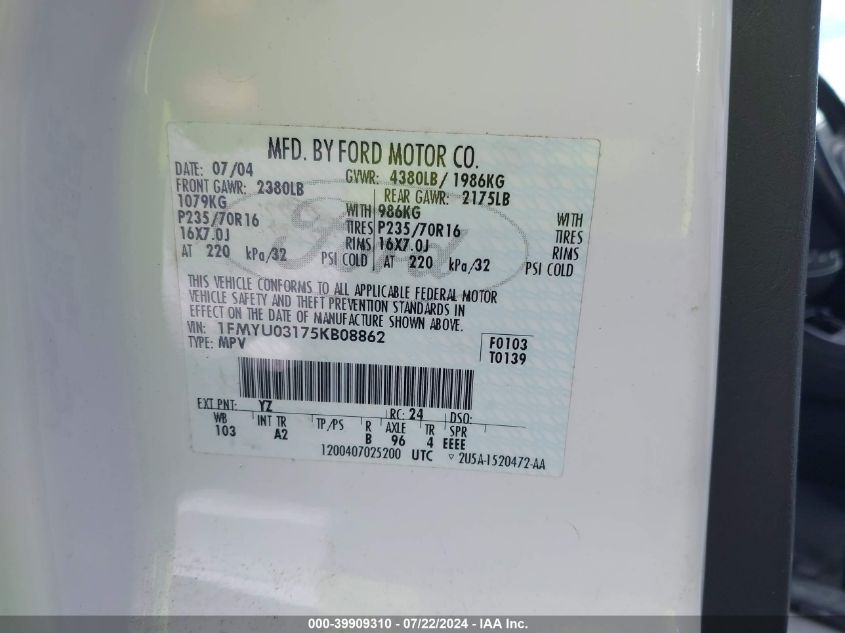 MFD. BY FORD MOTOR CO.
DATE: 07/04 GVWR: 4380LB/ 1986KG
FRONT GAWR: 2380LB REAR GAWR: 2175LB
1079KG WITH 986KG WITH
P235/70R16 TIRES P235/70R16 TIRES
16X7.0J RIMS 16X7.0J RIMS
AT 220 kPa/32 PSI COLD AT 220 kPa/32 PSI COLD
THIS VEHICLE CONFORMS TO ALL APPLICABLE FEDERAL MOTOR
VEHICLE SAFETY AND THEFT PREVENTION STANDARDS IN
EFFECT ON THE DATE OF MANUFACTURE SHOWN ABOVE.
VIN: 1FMYU03175KB08862
TYPE: MPV
F0103
T0139
EXT PNT: YZ RC: 24 DSO:
WB INT TR TP/PS R AXLE TR SPR
103 A2 B 96 4 EEEE
1200407025200 UTC ▽ 2U5A-1520472-AA
Ford
000-39909310 - 07/22/2024 - IAA Inc.